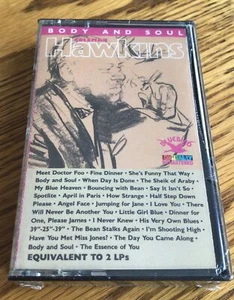 BODY AND SOUL
COLEMAN
Hawkins
BLUEBIRD
DIGITALLY
REMASTERED
Meet Doctor Foo • Fine Dinner • She's Funny That Way •
Body and Soul • When Day Is Done • The Sheik of Araby •
My Blue Heaven • Bouncing with Bean • Say It Isn't So •
Spotlite • April in Paris • How Strange • Half Step Down
Please • Angel Face • Jumping for Jane • I Love You • There
Will Never Be Another You • Little Girl Blue • Dinner for
One, Please James • I Never Knew • His Very Own Blues •
39"-25"-39" • The Bean Stalks Again • I'm Shooting High •
Have You Met Miss Jones? • The Day You Came Along •
Body and Soul • The Essence of You
EQUIVALENT TO 2 LPs